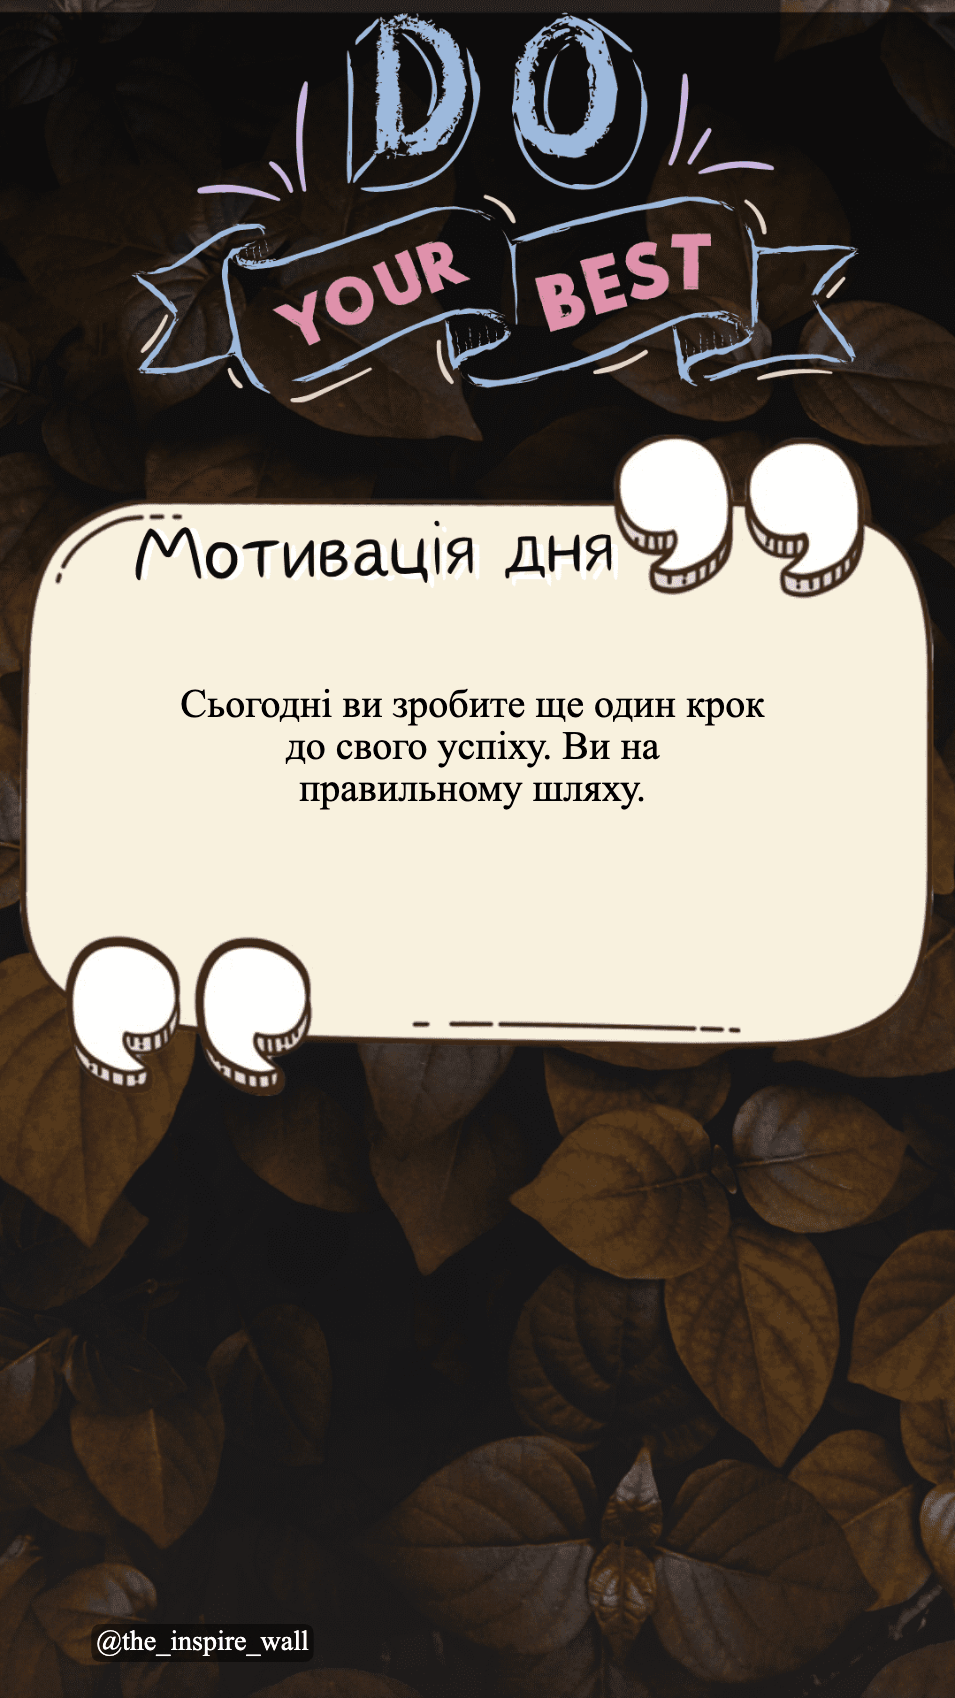 DO
YOUR BEST
Мотивація дня
Сьогодні ви зробите ще один крок
до свого успіху. Ви на
правильному шляху.
@the_inspire_wall